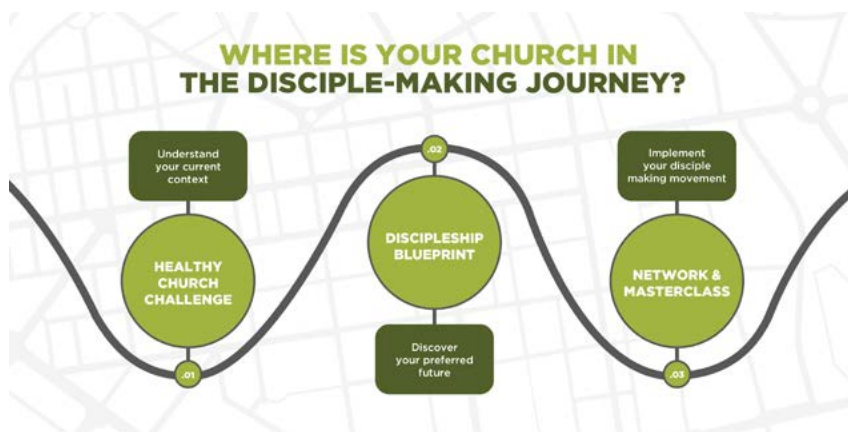 WHERE IS YOUR CHURCH IN
THE DISCIPLE-MAKING JOURNEY?
Understand
your current
context
HEALTHY
CHURCH
CHALLENGE
.01
.02
DISCIPLESHIP
BLUEPRINT
Discover
your preferred
future
Implement
your disciple
making movement
NETWORK &
MASTERCLASS
.03